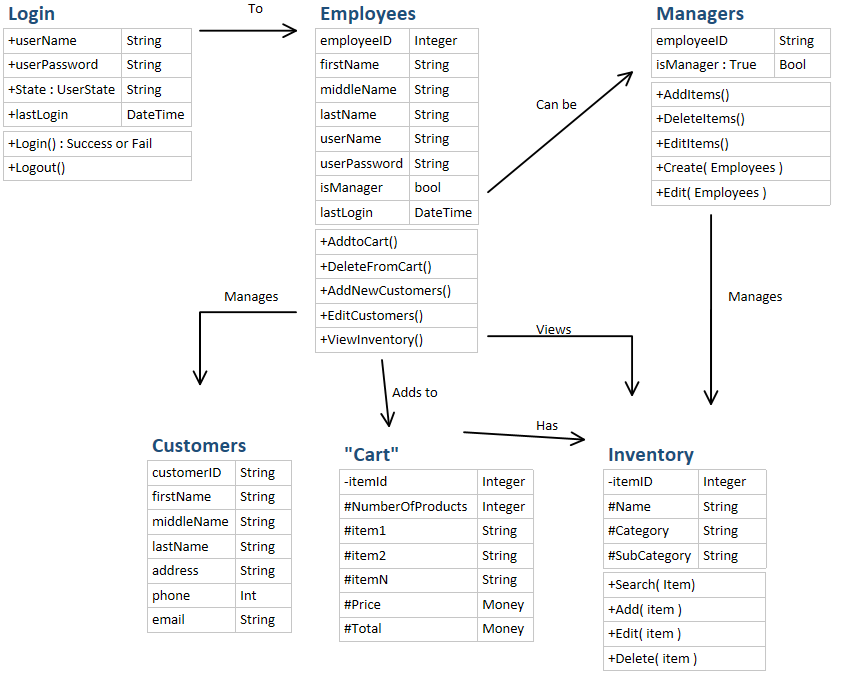 Login
+userName String
+userPassword String
+State : UserState String
+lastLogin DateTime
+Login() : Success or Fail
+Logout()
To
Employees
employeeID Integer
firstName String
middleName String
lastName String
userName String
userPassword String
isManager bool
lastLogin DateTime
+AddtoCart()
+DeleteFromCart()
+AddNewCustomers()
+EditCustomers()
+ViewInventory()
Can be
Managers
employeeID String
isManager : True Bool
+AddItems()
+DeleteItems()
+EditItems()
+Create( Employees )
+Edit( Employees )
Manages
Views
Manages
Adds to
Has
Customers
customerID String
firstName String
middleName String
lastName String
address String
phone Int
email String
"Cart"
-itemId Integer
#NumberOfProducts Integer
#item1 String
#item2 String
#itemN String
#Price Money
#Total Money
Inventory
-itemID Integer
#Name String
#Category String
#SubCategory String
+Search( Item)
+Add( item )
+Edit( item )
+Delete( item )